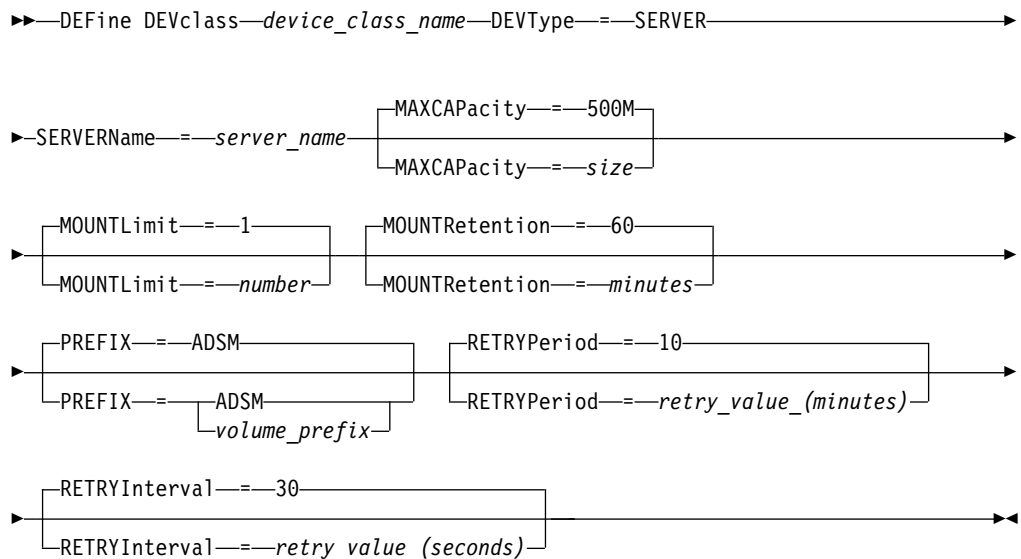 DEFine DEVclass device_class_name DEVType = SERVER
MAXCAPacity = 500M
SERVERName = server_name
MAXCAPacity = size
MOUNTLimit = 1 MOUNTRetention = 60
MOUNTLimit = number MOUNTRetention = minutes
PREFIX = ADSM RETRYPeriod = 10
PREFIX = ADSM RETRYPeriod = retry_value_(minutes)
volume_prefix
RETRYInterval = 30
RETRYInterval = retry value (seconds)